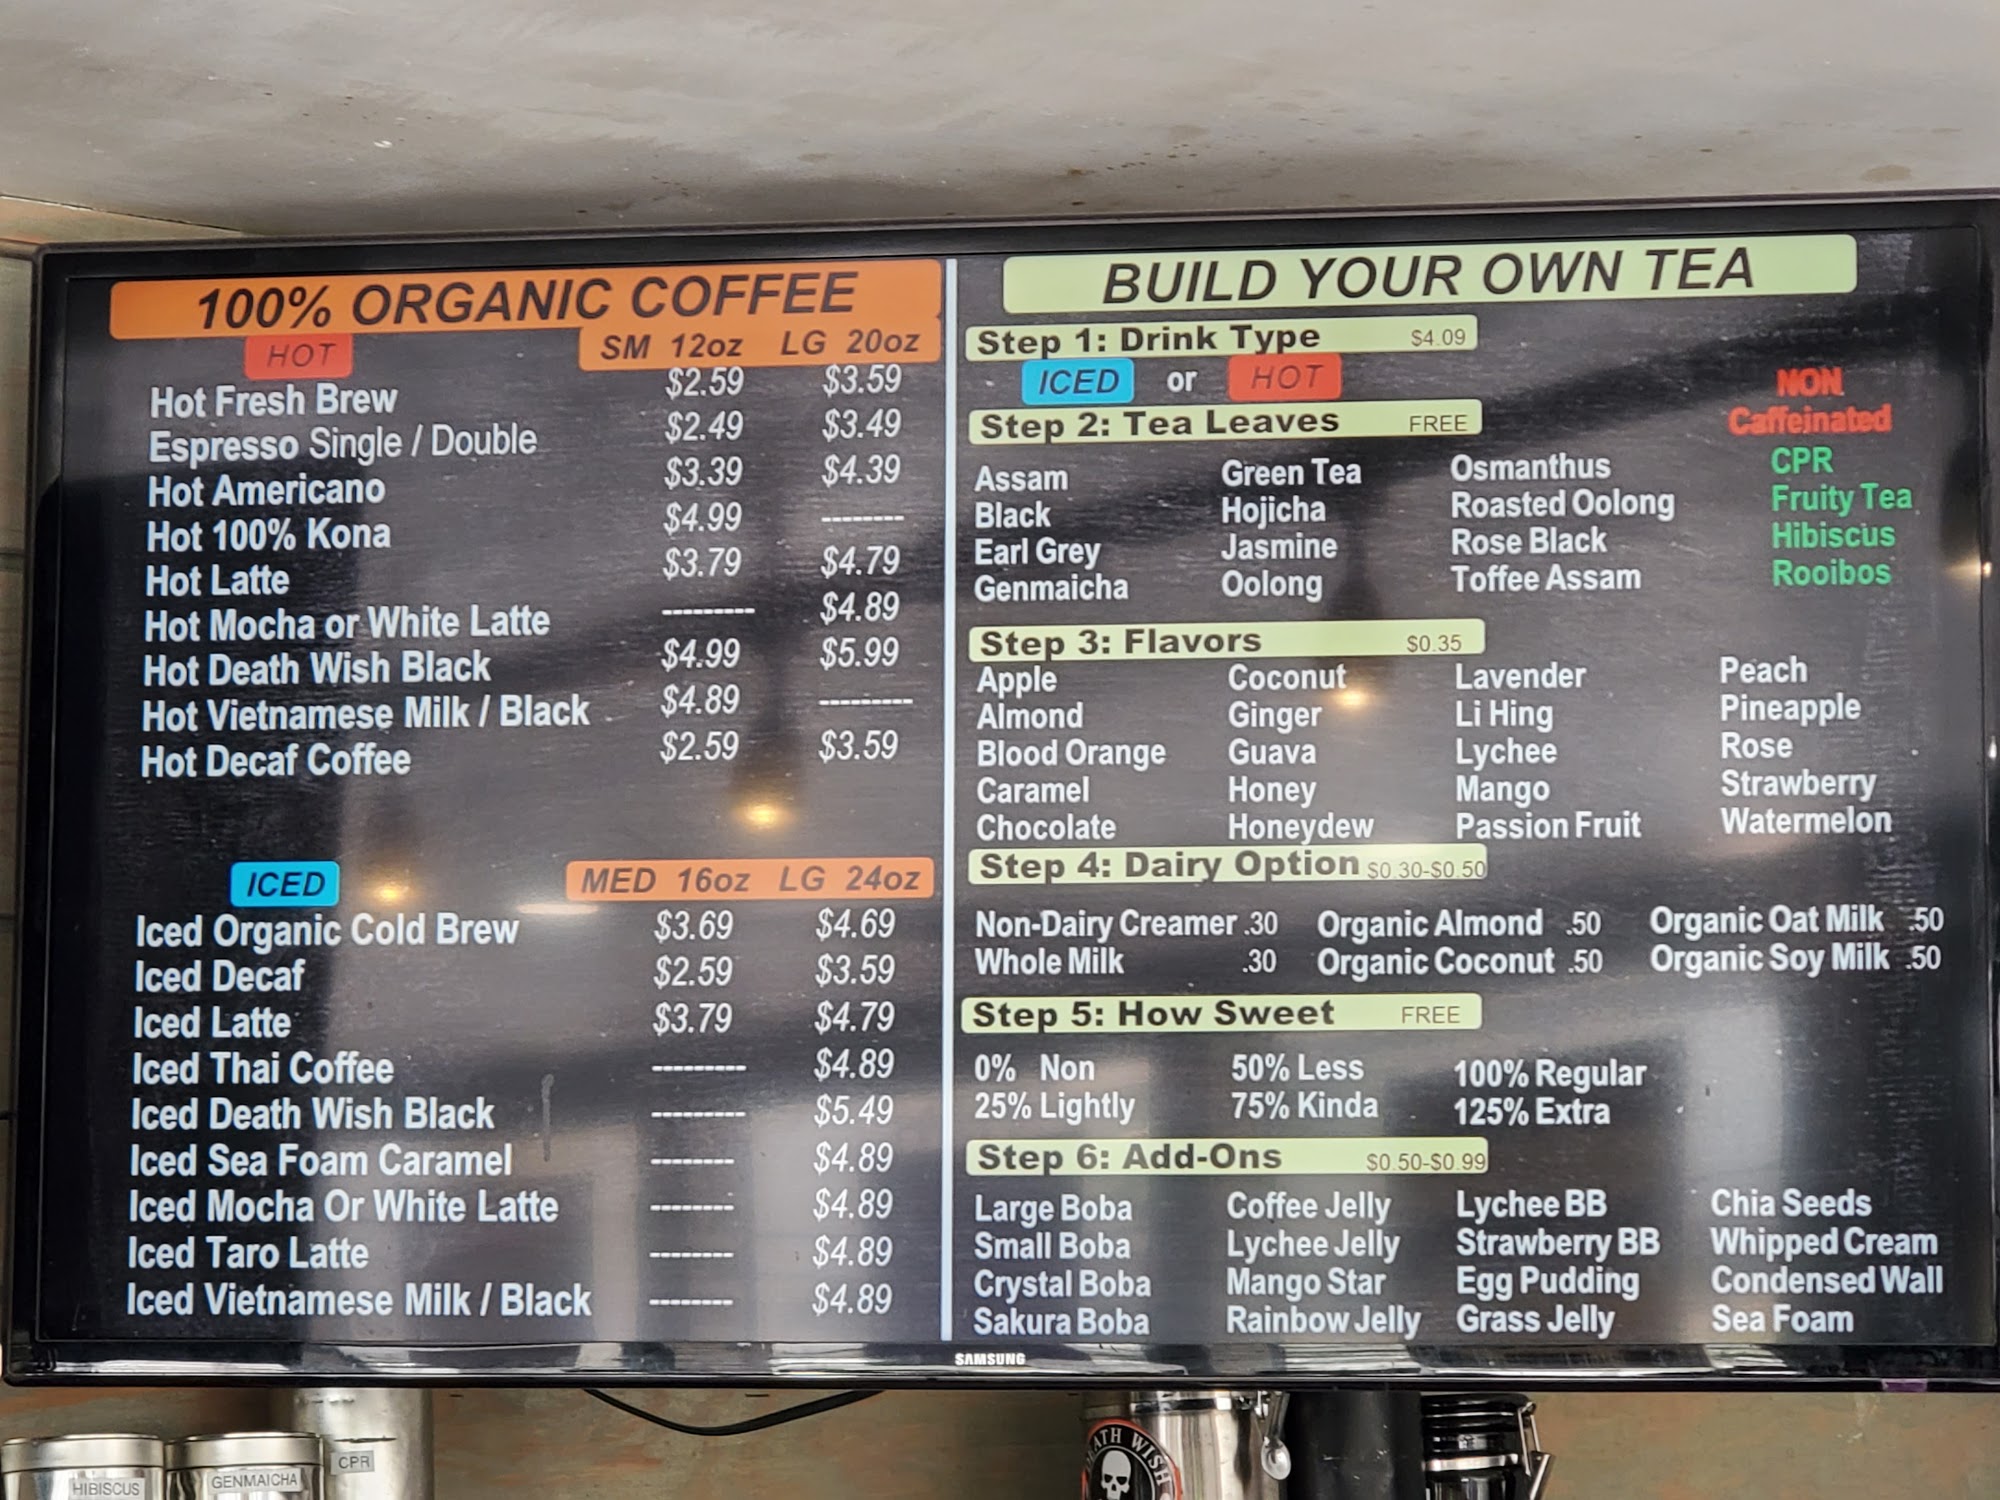 100% ORGANIC COFFEE
HOT SM 12oz LG 20oz
Hot Fresh Brew $2.59 $3.59
Espresso Single / Double $2.49 $3.49
Hot Americano $3.39 $4.39
Hot 100% Kona $4.99 --------
Hot Latte $3.79 $4.79
Hot Mocha or White Latte --------- $4.89
Hot Death Wish Black $4.99 $5.99
Hot Vietnamese Milk / Black $4.89 ---------
Hot Decaf Coffee $2.59 $3.59
ICED MED 16oz LG 24oz
Iced Organic Cold Brew $3.69 $4.69
Iced Decaf $2.59 $3.59
Iced Latte $3.79 $4.79
Iced Thai Coffee --------- $4.89
Iced Death Wish Black --------- $5.49
Iced Sea Foam Caramel -------- $4.89
Iced Mocha Or White Latte -------- $4.89
Iced Taro Latte -------- $4.89
Iced Vietnamese Milk / Black -------- $4.89
BUILD YOUR OWN TEA
Step 1: Drink Type $4.09
ICED or HOT
Step 2: Tea Leaves FREE
NON
Caffeinated
Assam Green Tea Osmanthus CPR
Black Hojicha Roasted Oolong Fruity Tea
Earl Grey Jasmine Rose Black Hibiscus
Genmaicha Oolong Toffee Assam Rooibos
Step 3: Flavors $0.35
Apple Coconut Lavender Peach
Almond Ginger Li Hing Pineapple
Blood Orange Guava Lychee Rose
Caramel Honey Mango Strawberry
Chocolate Honeydew Passion Fruit Watermelon
Step 4: Dairy Option $0.30-$0.50
Non-Dairy Creamer .30 Organic Almond .50 Organic Oat Milk .50
Whole Milk .30 Organic Coconut .50 Organic Soy Milk .50
Step 5: How Sweet FREE
0% Non 50% Less 100% Regular
25% Lightly 75% Kinda 125% Extra
Step 6: Add-Ons $0.50-$0.99
Large Boba Coffee Jelly Lychee BB Chia Seeds
Small Boba Lychee Jelly Strawberry BB Whipped Cream
Crystal Boba Mango Star Egg Pudding Condensed Wall
Sakura Boba Rainbow Jelly Grass Jelly Sea Foam
SAMSUNG
HIBISCUS
GENMAICHA
CPR
WISH